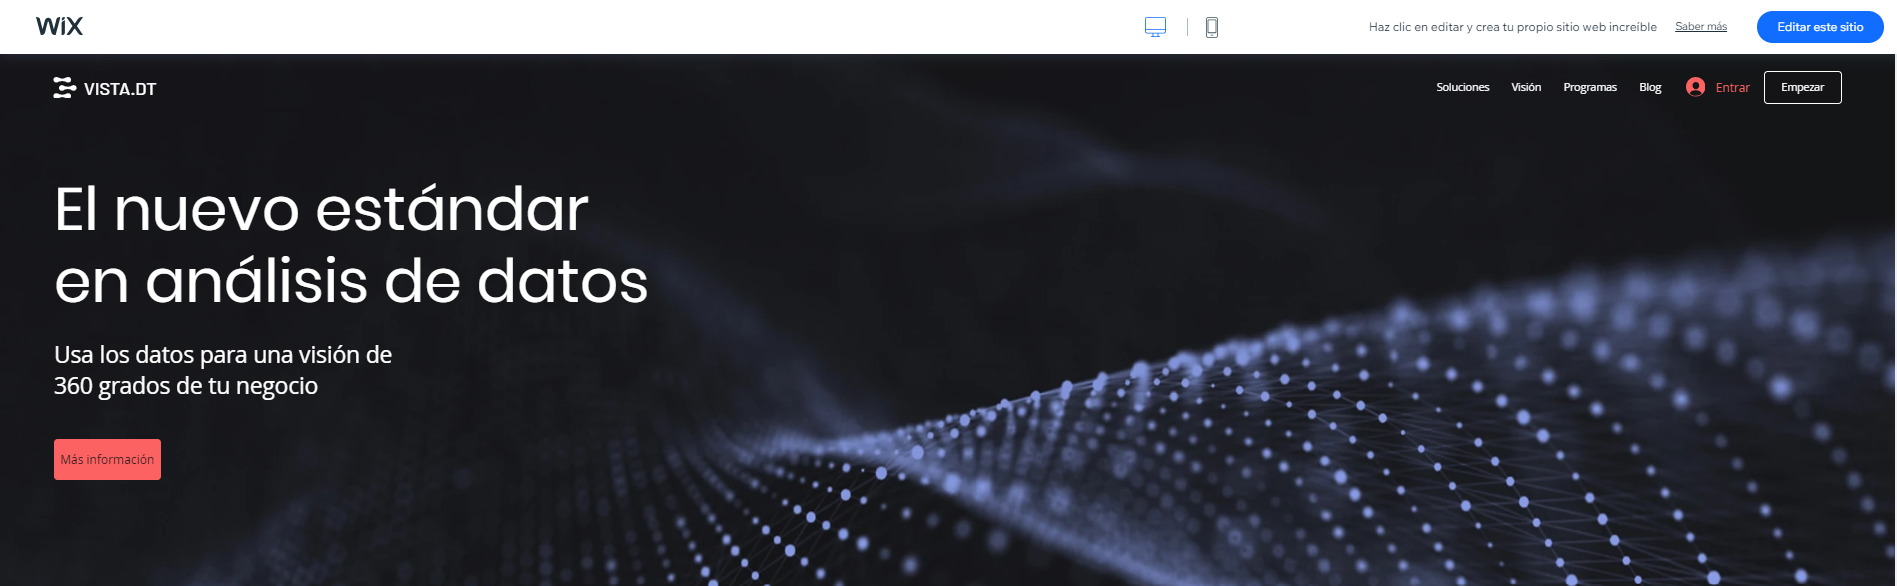 WiX
Haz clic en editar y crea tu propio sitio web increíble
Saber más
Editar este sitio
VISTA.DT
Soluciones
Visión
Programas
Blog
Entrar
Empezar
El nuevo estándar
en análisis de datos
Usa los datos para una visión de
360 grados de tu negocio
Más información